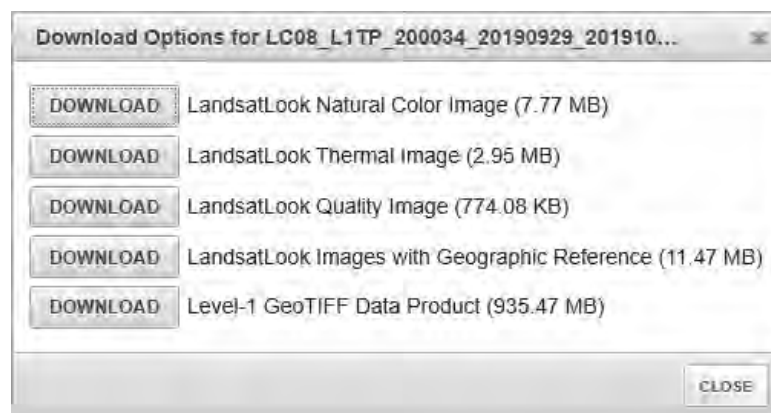 Download Options for LC08_L1TP_200034_20190929_201910...
DOWNLOAD LandsatLook Natural Color Image (7.77 MB)
DOWNLOAD LandsatLook Thermal Image (2.95 MB)
DOWNLOAD LandsatLook Quality Image (774.08 KB)
DOWNLOAD LandsatLook Images with Geographic Reference (11.47 MB)
DOWNLOAD Level-1 GeoTIFF Data Product (935.47 MB)
CLOSE